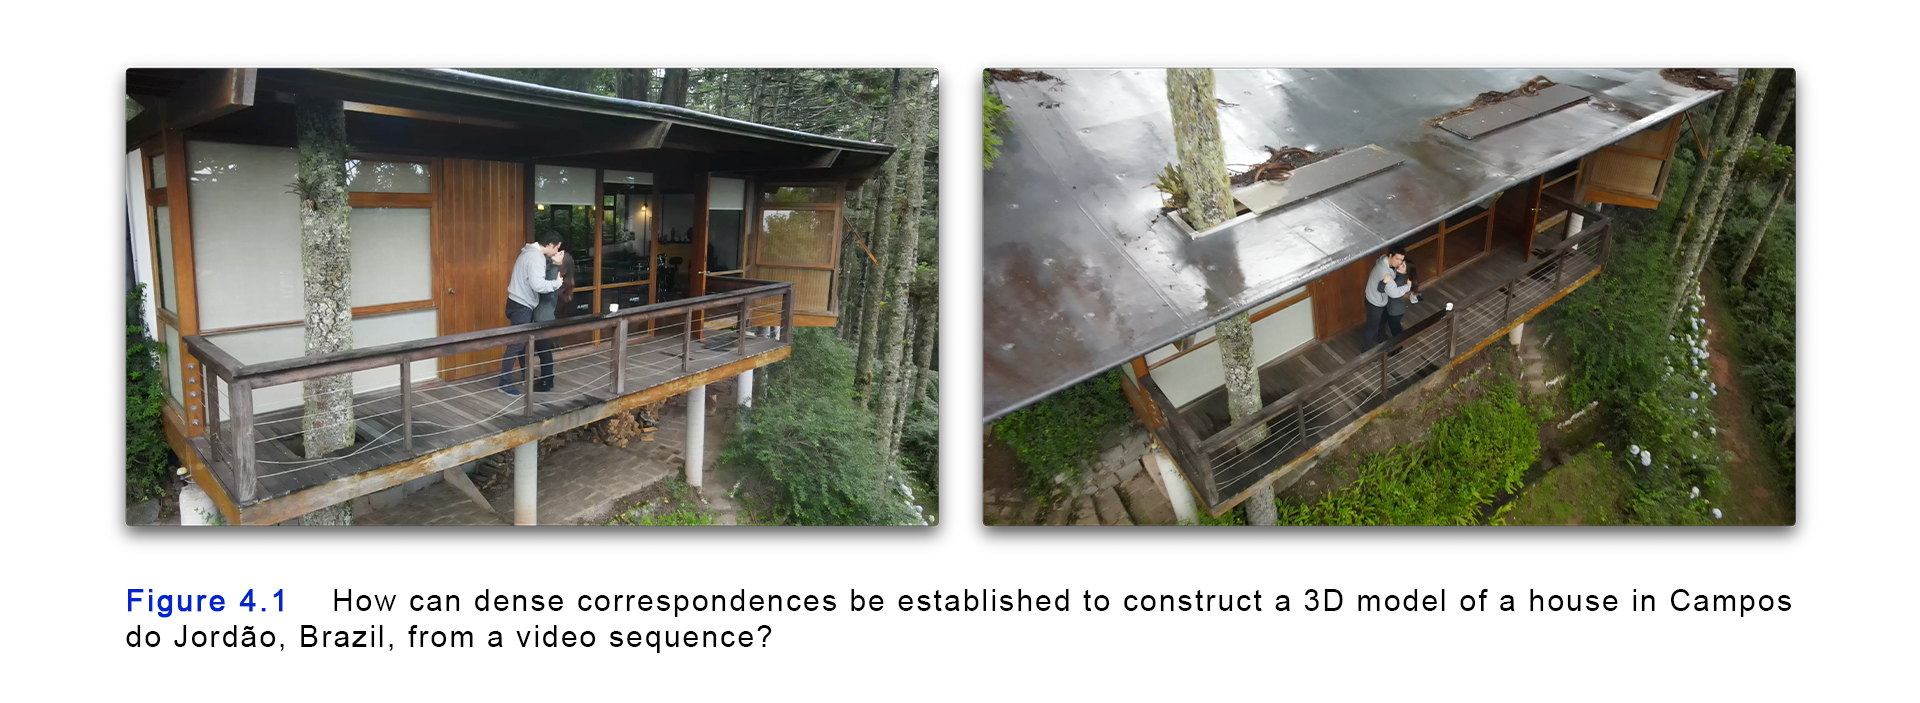 Figure 4.1 How can dense correspondences be established to construct a 3D model of a house in Campos
do Jordão, Brazil, from a video sequence?